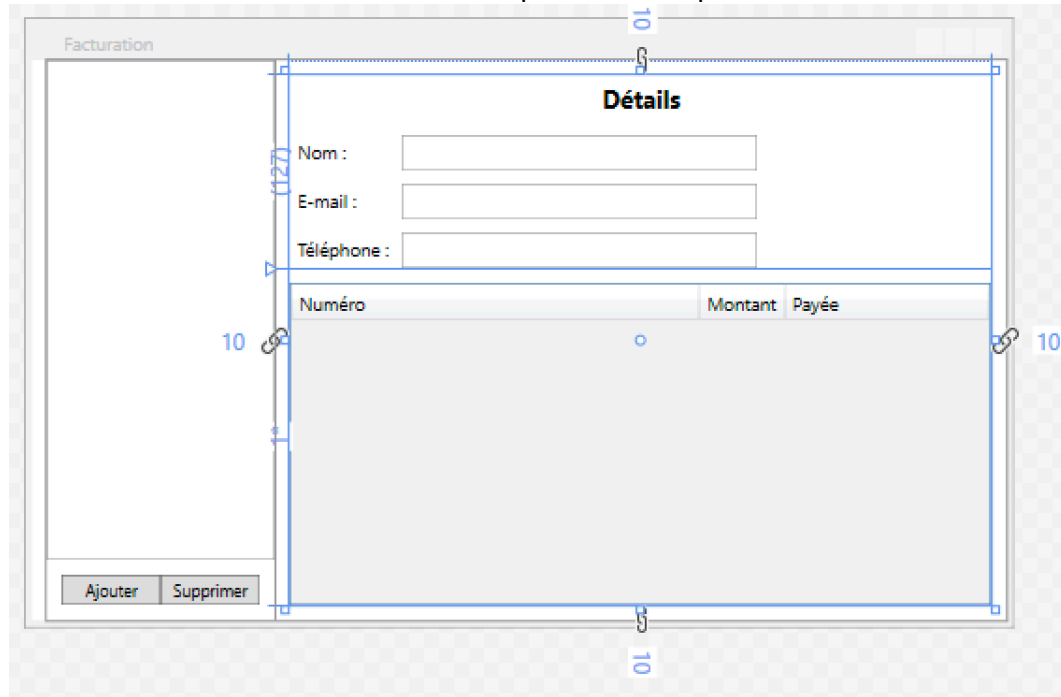 10
Facturation
Détails
(127)
Nom :
E-mail :
Téléphone :
Numéro Montant Payée
10 10
1*
Ajouter Supprimer
10